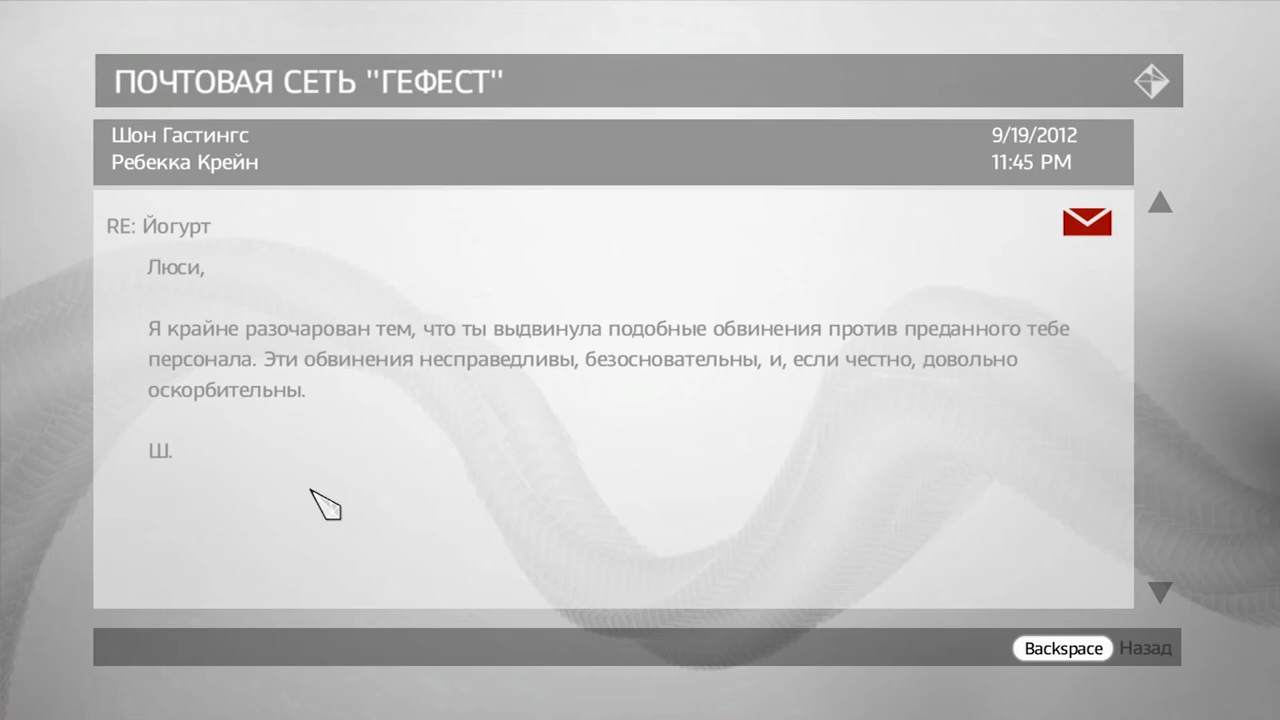 ПОЧТОВАЯ СЕТЬ "ГЕФЕСТ"
Шон Гастингс 9/19/2012
Ребекка Крейн 11:45 PM
RE: Йогурт
Люси,
Я крайне разочарован тем, что ты выдвинула подобные обвинения против преданного тебе
персонала. Эти обвинения несправедливы, безосновательны, и, если честно, довольно
оскорбительны.
Ш.
Backspace Назад